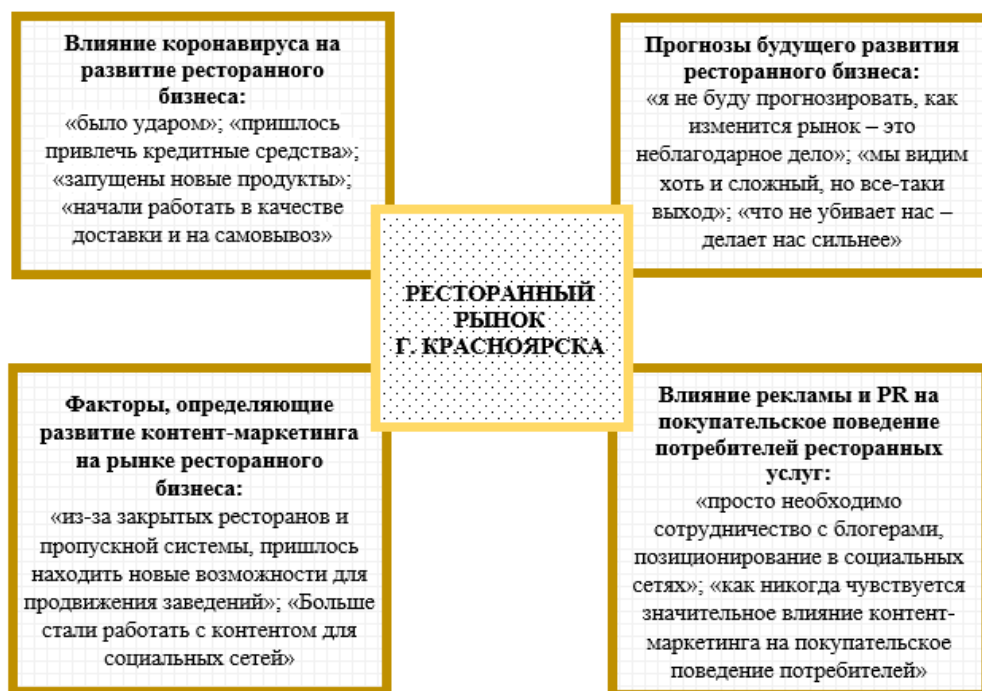 Влияние коронавируса на
развитие ресторанного
бизнеса:
«было ударом»; «пришлось
привлечь кредитные средства»;
«запущены новые продукты»;
«начали работать в качестве
доставки и на самовывоз»
Прогнозы будущего развития
ресторанного бизнеса:
«я не буду прогнозировать, как
изменится рынок – это
неблагодарное дело»; «мы видим
хоть и сложный, но все-таки
выход»; «что не убивает нас –
делает нас сильнее»
РЕСТОРАННЫЙ
РЫНОК
Г. КРАСНОЯРСКА
Факторы, определяющие
развитие контент-маркетинга
на рынке ресторанного
бизнеса:
«из-за закрытых ресторанов и
пропускной системы, пришлось
находить новые возможности для
продвижения заведений»; «Больше
стали работать с контентом для
социальных сетей»
Влияние рекламы и PR на
покупательское поведение
потребителей ресторанных
услуг:
«просто необходимо
сотрудничество с блогерами,
позиционирование в социальных
сетях»; «как никогда чувствуется
значительное влияние контент-
маркетинга на покупательское
поведение потребителей»